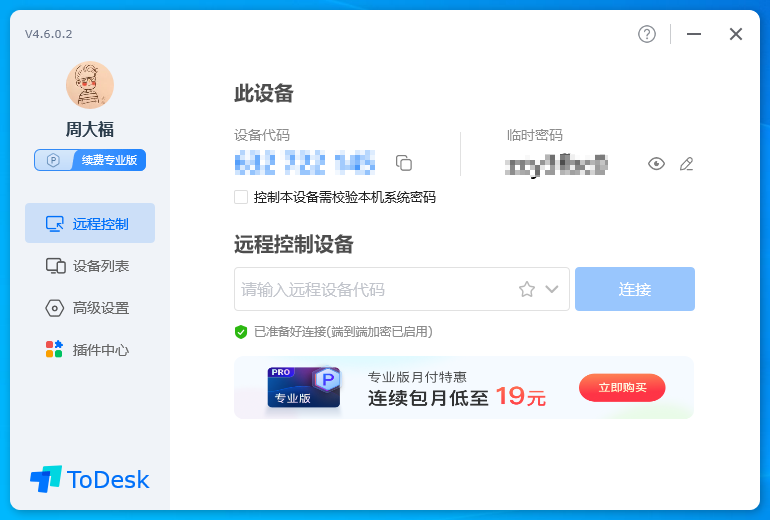 V4.6.0.2
周大福
续费专业版
远程控制
设备列表
高级设置
插件中心
ToDesk
此设备
设备代码
临时密码
控制本设备需校验本机系统密码
远程控制设备
请输入远程设备代码
连接
已准备好连接(端到端加密已启用)
PRO
P
专业版
专业版月付特惠
连续包月低至 19元
立即购买